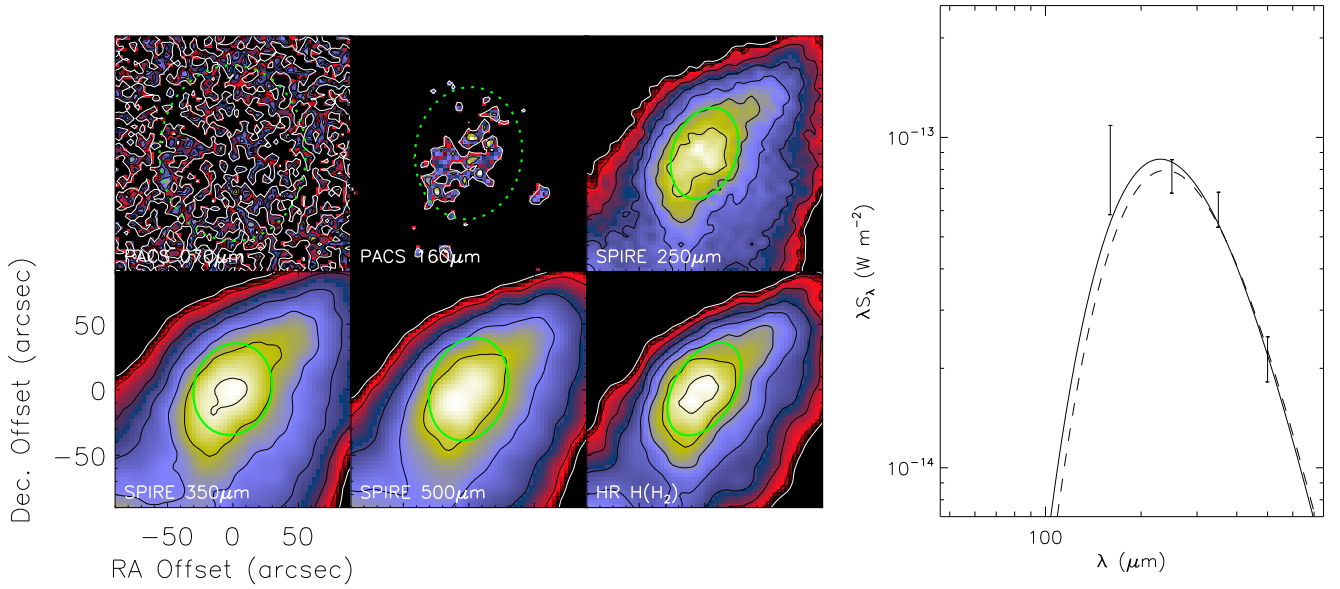 PACS 070μm
PACS 160μm
SPIRE 250μm
SPIRE 350μm
SPIRE 500μm
HR H(H₂)
Dec. Offset (arcsec)
50
0
−50
−50 0 50
RA Offset (arcsec)
λS_λ (W m⁻²)
10⁻¹³
10⁻¹⁴
100
λ (μm)